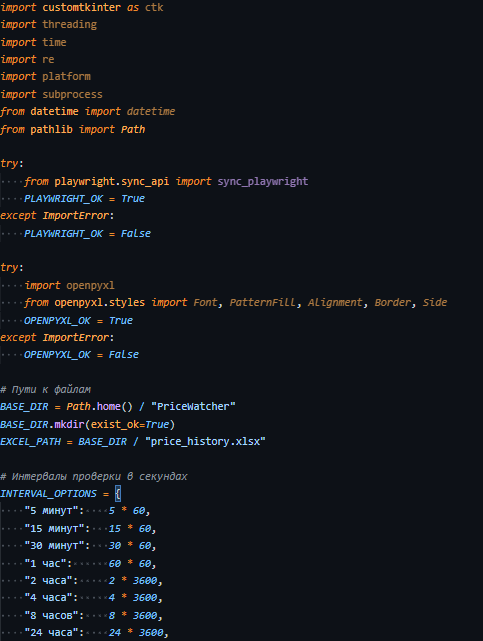 import customtkinter as ctk
import threading
import time
import re
import platform
import subprocess
from datetime import datetime
from pathlib import Path

try:
    from playwright.sync_api import sync_playwright
    PLAYWRIGHT_OK = True
except ImportError:
    PLAYWRIGHT_OK = False

try:
    import openpyxl
    from openpyxl.styles import Font, PatternFill, Alignment, Border, Side
    OPENPYXL_OK = True
except ImportError:
    OPENPYXL_OK = False

# Пути к файлам
BASE_DIR = Path.home() / "PriceWatcher"
BASE_DIR.mkdir(exist_ok=True)
EXCEL_PATH = BASE_DIR / "price_history.xlsx"

# Интервалы проверки в секундах
INTERVAL_OPTIONS = {
    "5 минут":    5 * 60,
    "15 минут":   15 * 60,
    "30 минут":   30 * 60,
    "1 час":      60 * 60,
    "2 часа":     2 * 3600,
    "4 часа":     4 * 3600,
    "8 часов":    8 * 3600,
    "24 часа":    24 * 3600,